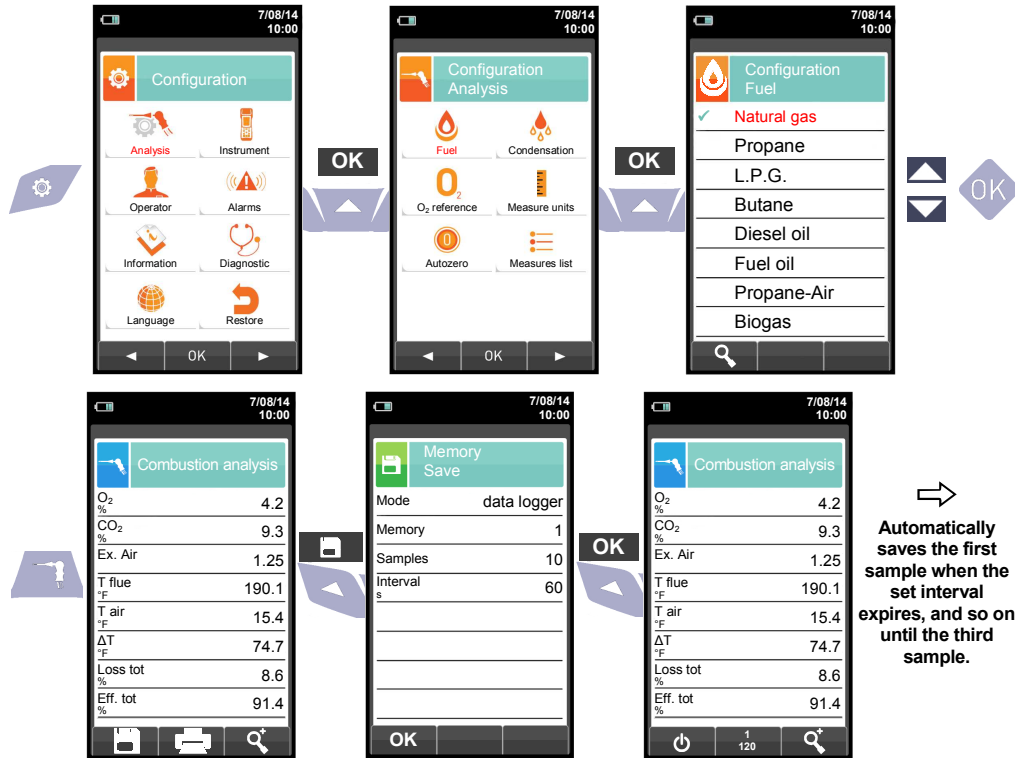 7/08/14
10:00
Configuration
Analysis
Instrument
Operator
Alarms
Information
Diagnostic
Language
Restore
OK
OK
7/08/14
10:00
Configuration
Analysis
Fuel
Condensation
O2 reference
Measure units
Autozero
Measures list
OK
OK
7/08/14
10:00
Configuration
Fuel
✓ Natural gas
Propane
L.P.G.
Butane
Diesel oil
Fuel oil
Propane-Air
Biogas
OK
7/08/14
10:00
Combustion analysis
O2 % 4.2
CO2 % 9.3
Ex. Air 1.25
T flue °F 190.1
T air °F 15.4
ΔT °F 74.7
Loss tot % 8.6
Eff. tot % 91.4
7/08/14
10:00
Memory
Save
Mode data logger
Memory 1
Samples 10
Interval s 60
OK
OK
7/08/14
10:00
Combustion analysis
O2 % 4.2
CO2 % 9.3
Ex. Air 1.25
T flue °F 190.1
T air °F 15.4
ΔT °F 74.7
Loss tot % 8.6
Eff. tot % 91.4
1
120
Automatically
saves the first
sample when the
set interval
expires, and so on
until the third
sample.